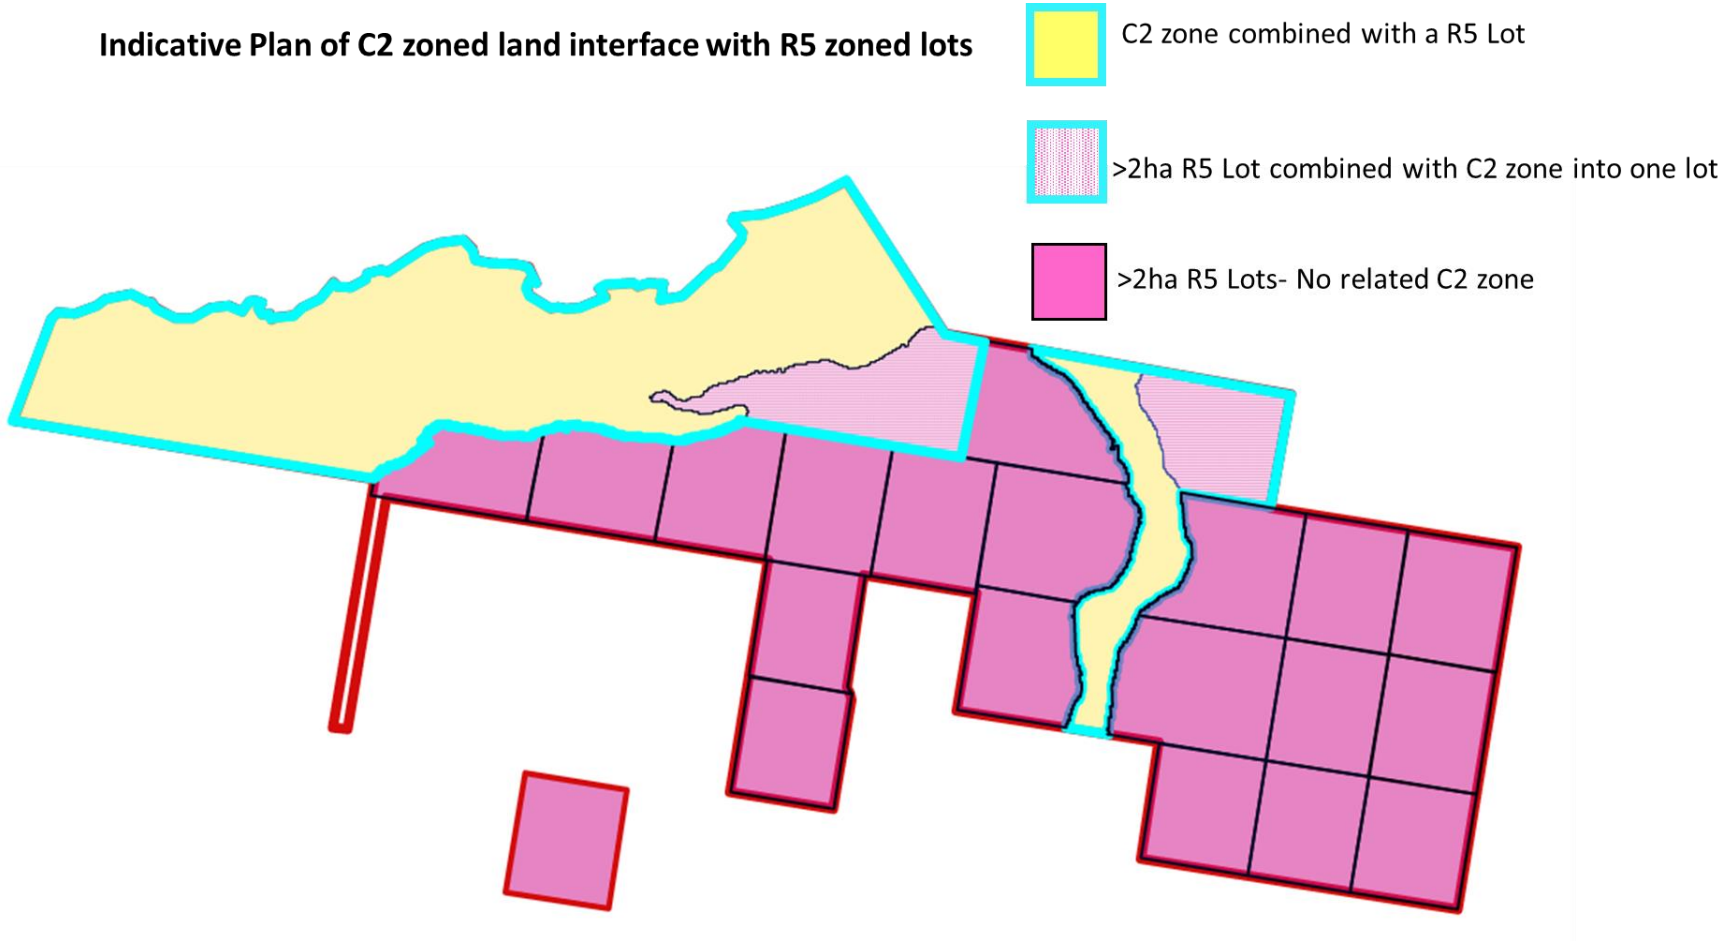 Indicative Plan of C2 zoned land interface with R5 zoned lots
C2 zone combined with a R5 Lot
>2ha R5 Lot combined with C2 zone into one lot
>2ha R5 Lots- No related C2 zone